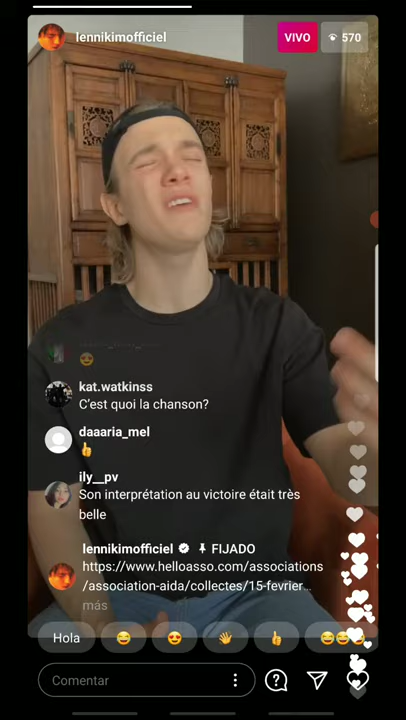 lennikimofficiel
VIVO
570
kat.watkinss
C'est quoi la chanson?
daaaria_mel
ily__pv
Son interprétation au victoire était très
belle
lennikimofficiel FIJADO
https://www.helloasso.com/associations
/association-aida/collectes/15-fevrier...
más
Hola
Comentar